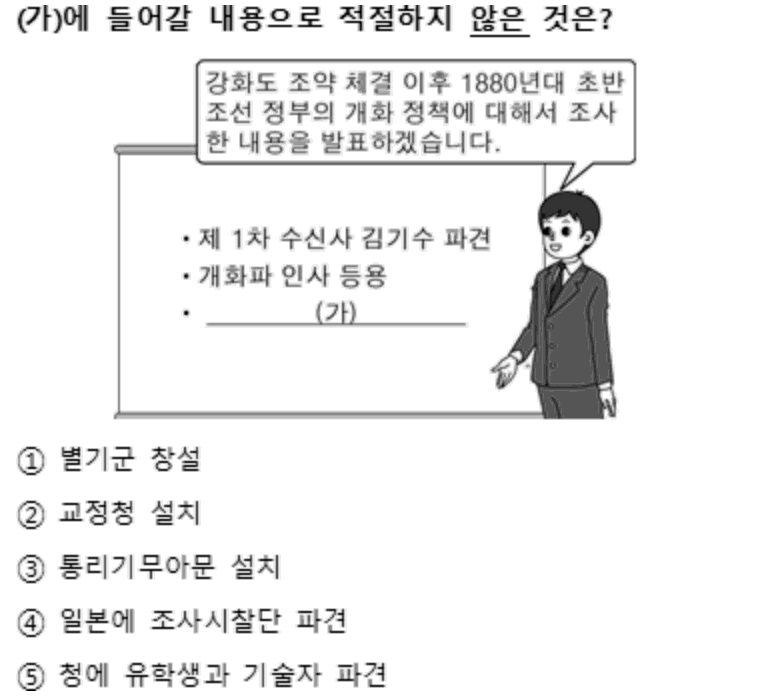 (가)에 들어갈 내용으로 적절하지 않은 것은?
강화도 조약 체결 이후 1880년대 초반
조선 정부의 개화 정책에 대해서 조사
한 내용을 발표하겠습니다.
• 제 1차 수신사 김기수 파견
• 개화파 인사 등용
• (가)
① 별기군 창설
② 교정청 설치
③ 통리기무아문 설치
④ 일본에 조사시찰단 파견
⑤ 청에 유학생과 기술자 파견